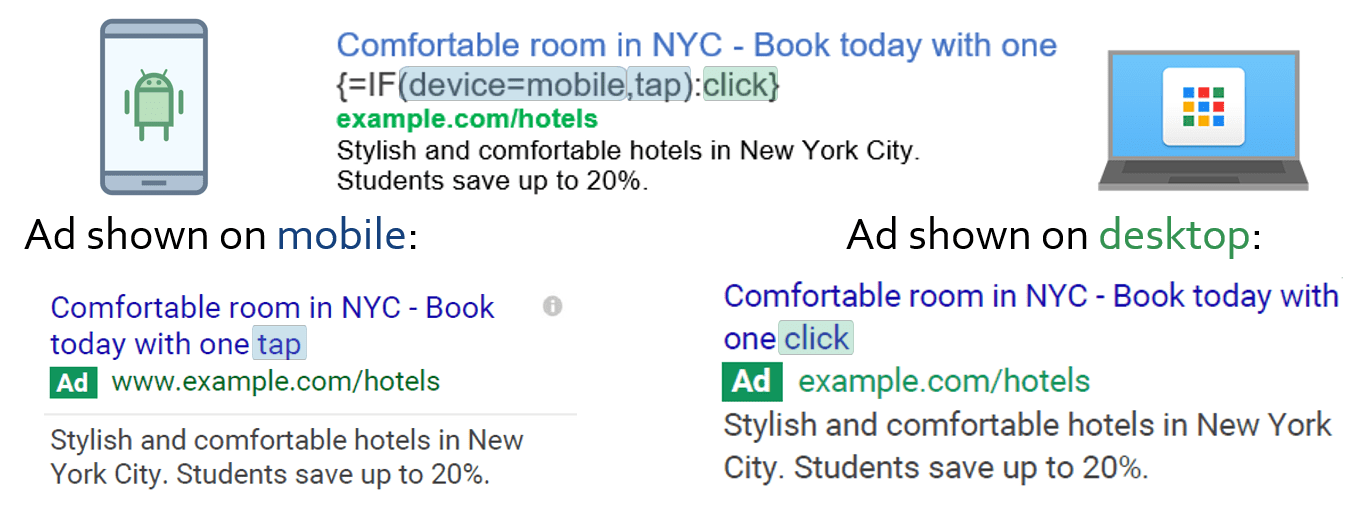 Comfortable room in NYC - Book today with one
{=IF(device=mobile,tap):click}
example.com/hotels
Stylish and comfortable hotels in New York City.
Students save up to 20%.
Ad shown on mobile:
Comfortable room in NYC - Book
today with one tap
Ad www.example.com/hotels
Stylish and comfortable hotels in New
York City. Students save up to 20%.
Ad shown on desktop:
Comfortable room in NYC - Book today with
one click
Ad example.com/hotels
Stylish and comfortable hotels in New York
City. Students save up to 20%.